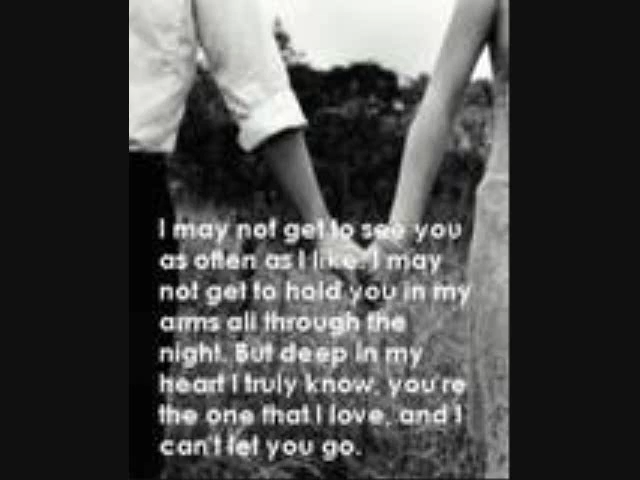 I may not get to see you
as often as I like. I may
not get to hold you in my
arms all through the
night. But deep in my
heart I truly know, you're
the one that I love, and I
can't let you go.